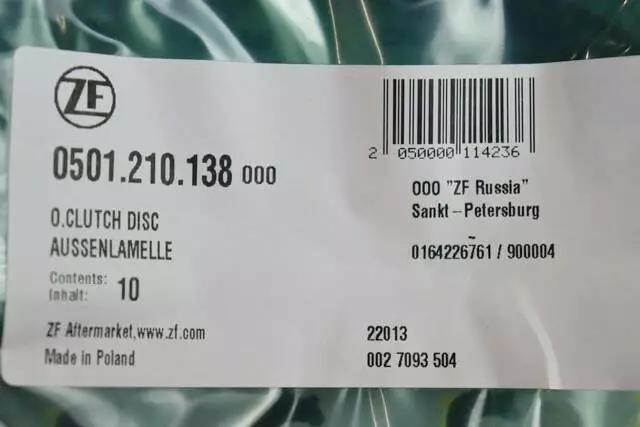 ZF
0501.210.138 000
O.CLUTCH DISC
AUSSENLAMELLE
Contents:
Inhalt: 10
ZF Aftermarket,www.zf.com
Made in Poland
2 050000 114236
OOO "ZF Russia"
Sankt-Petersburg
0164226761 / 900004
22013
002 7093 504